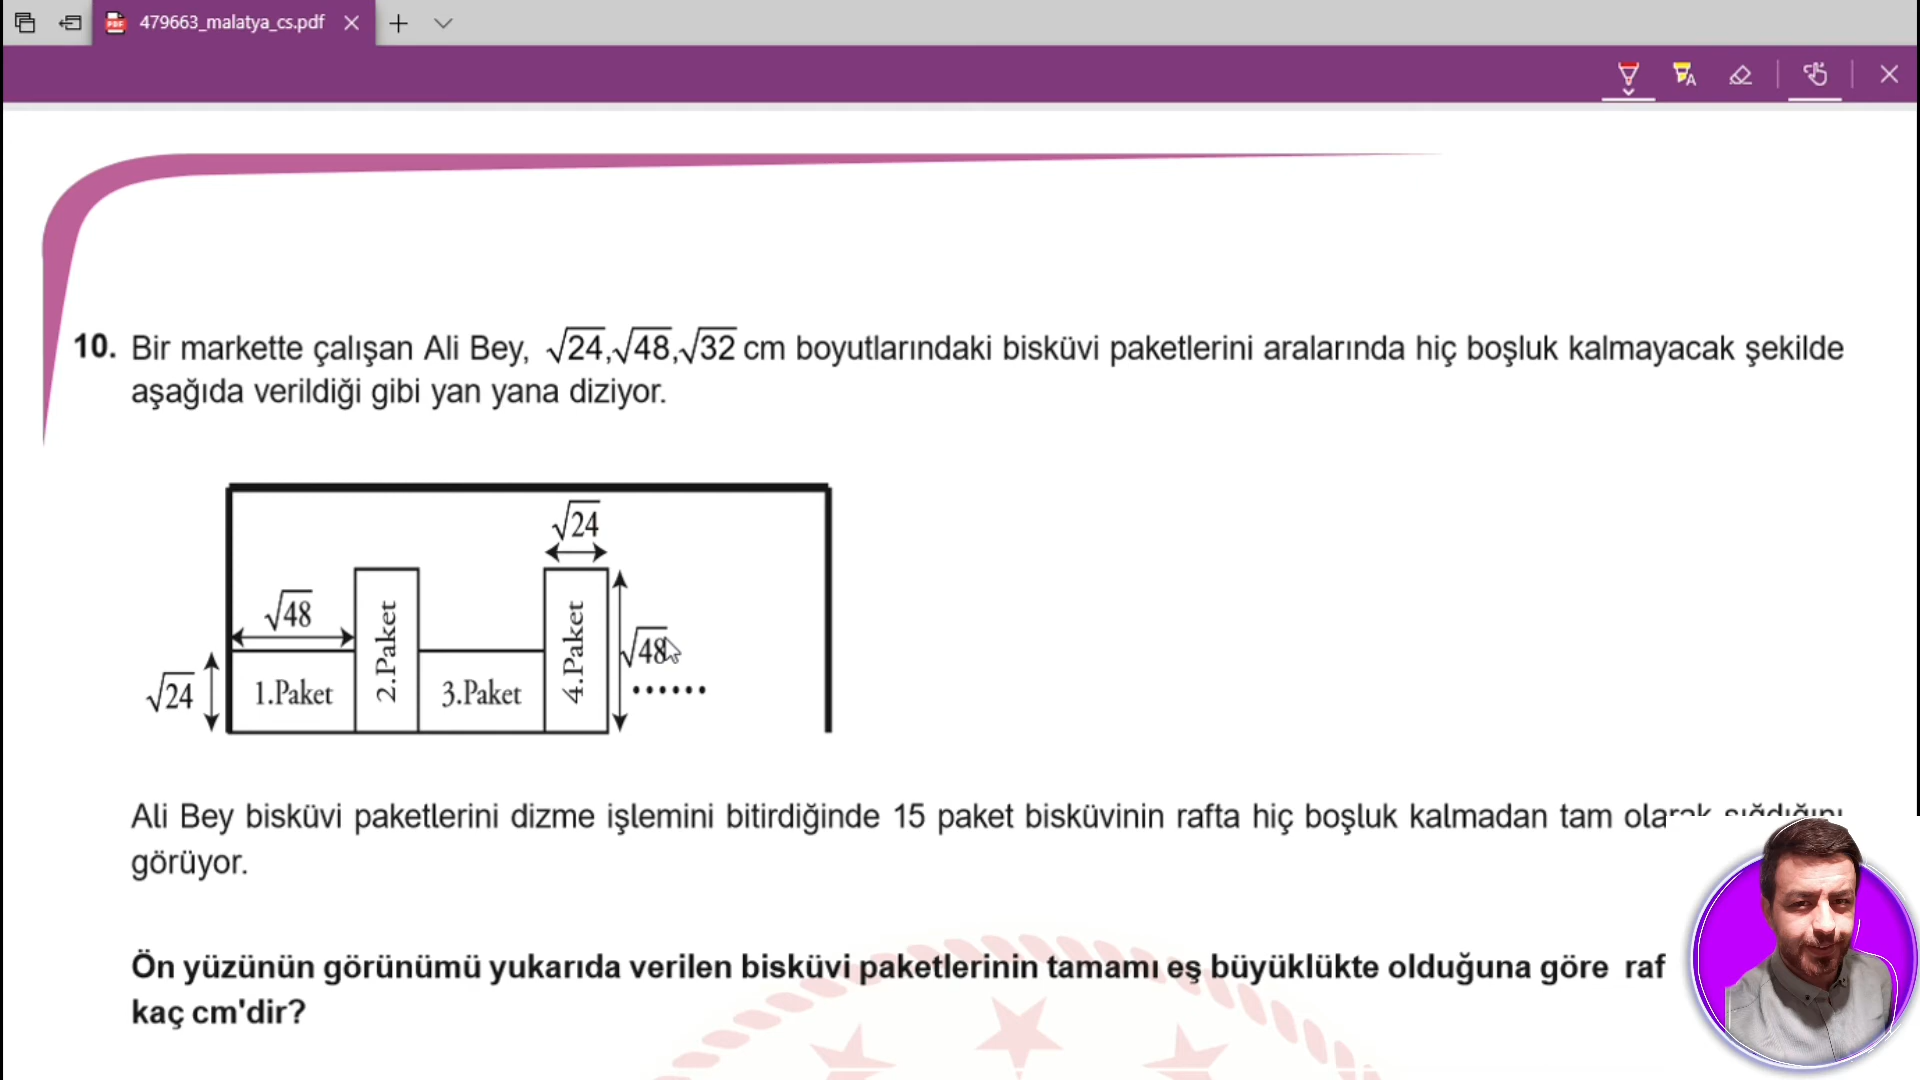 479663_malatya_cs.pdf
10. Bir markette çalışan Ali Bey, √24,√48,√32 cm boyutlarındaki bisküvi paketlerini aralarında hiç boşluk kalmayacak şekilde
aşağıda verildiği gibi yan yana diziyor.
√24
√48
√48
√24
1.Paket
2.Paket
3.Paket
4.Paket
......
Ali Bey bisküvi paketlerini dizme işlemini bitirdiğinde 15 paket bisküvinin rafta hiç boşluk kalmadan tam olarak sığdığını
görüyor.
Ön yüzünün görünümü yukarıda verilen bisküvi paketlerinin tamamı eş büyüklükte olduğuna göre raf
kaç cm'dir?